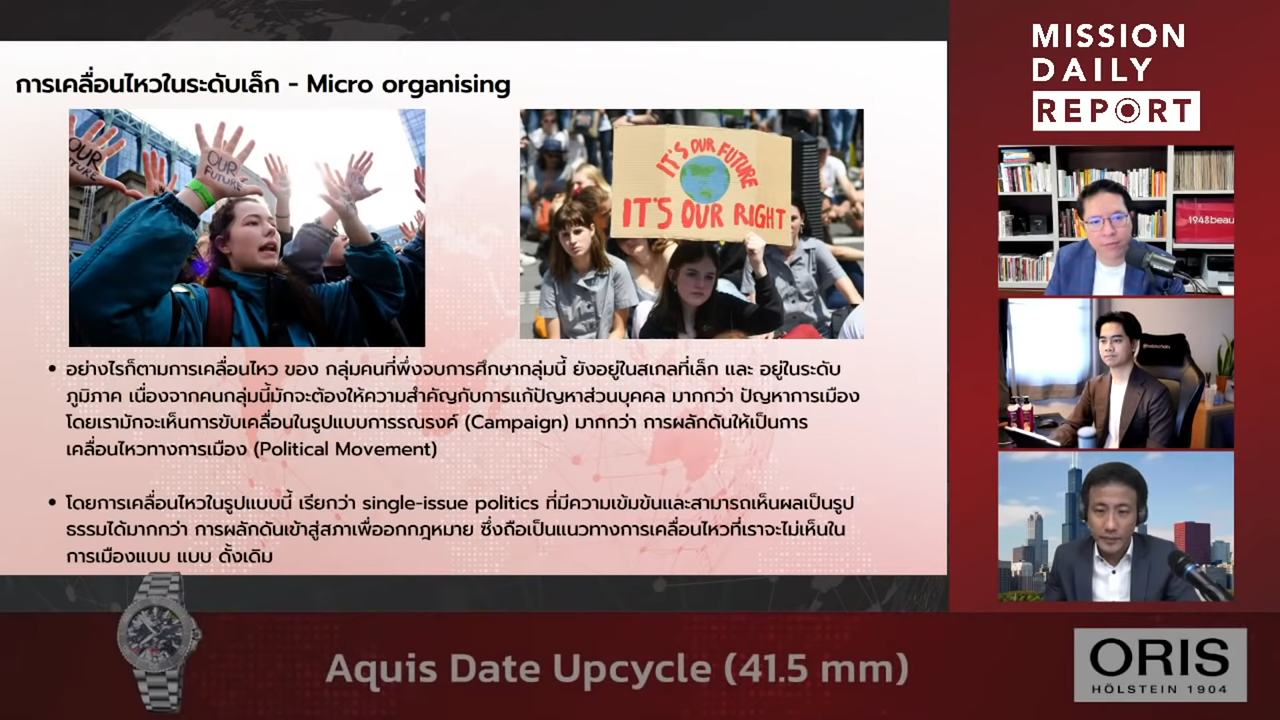 การเคลื่อนไหวในระดับเล็ก - Micro organising
OUR
FUTURE
OUR
FUTURE
IT'S OUR FUTURE
IT'S OUR RIGHT
• อย่างไรก็ตามการเคลื่อนไหว ของ กลุ่มคนที่พึ่งจบการศึกษากลุ่มนี้ ยังอยู่ในสเกลที่เล็ก และ อยู่ในระดับ
ภูมิภาค เนื่องจากคนกลุ่มนี้มักจะต้องให้ความสำคัญกับการแก้ปัญหาส่วนบุคคล มากกว่า ปัญหาการเมือง
โดยเรามักจะเห็นการขับเคลื่อนในรูปแบบการรณรงค์ (Campaign) มากกว่า การผลักดันให้เป็นการ
เคลื่อนไหวทางการเมือง (Political Movement)
• โดยการเคลื่อนไหวในรูปแบบนี้ เรียกว่า single-issue politics ที่มีความเข้มข้นและสามารถเห็นผลเป็นรูป
ธรรมได้มากกว่า การผลักดันเข้าสู่สภาเพื่อออกกฎหมาย ซึ่งถือเป็นแนวทางการเคลื่อนไหวที่เราจะไม่เห็นใน
การเมืองแบบ แบบ ดั้งเดิม
MISSION
DAILY
REPORT
1948beau
Aquis Date Upcycle (41.5 mm)
ORIS
HÖLSTEIN 1904